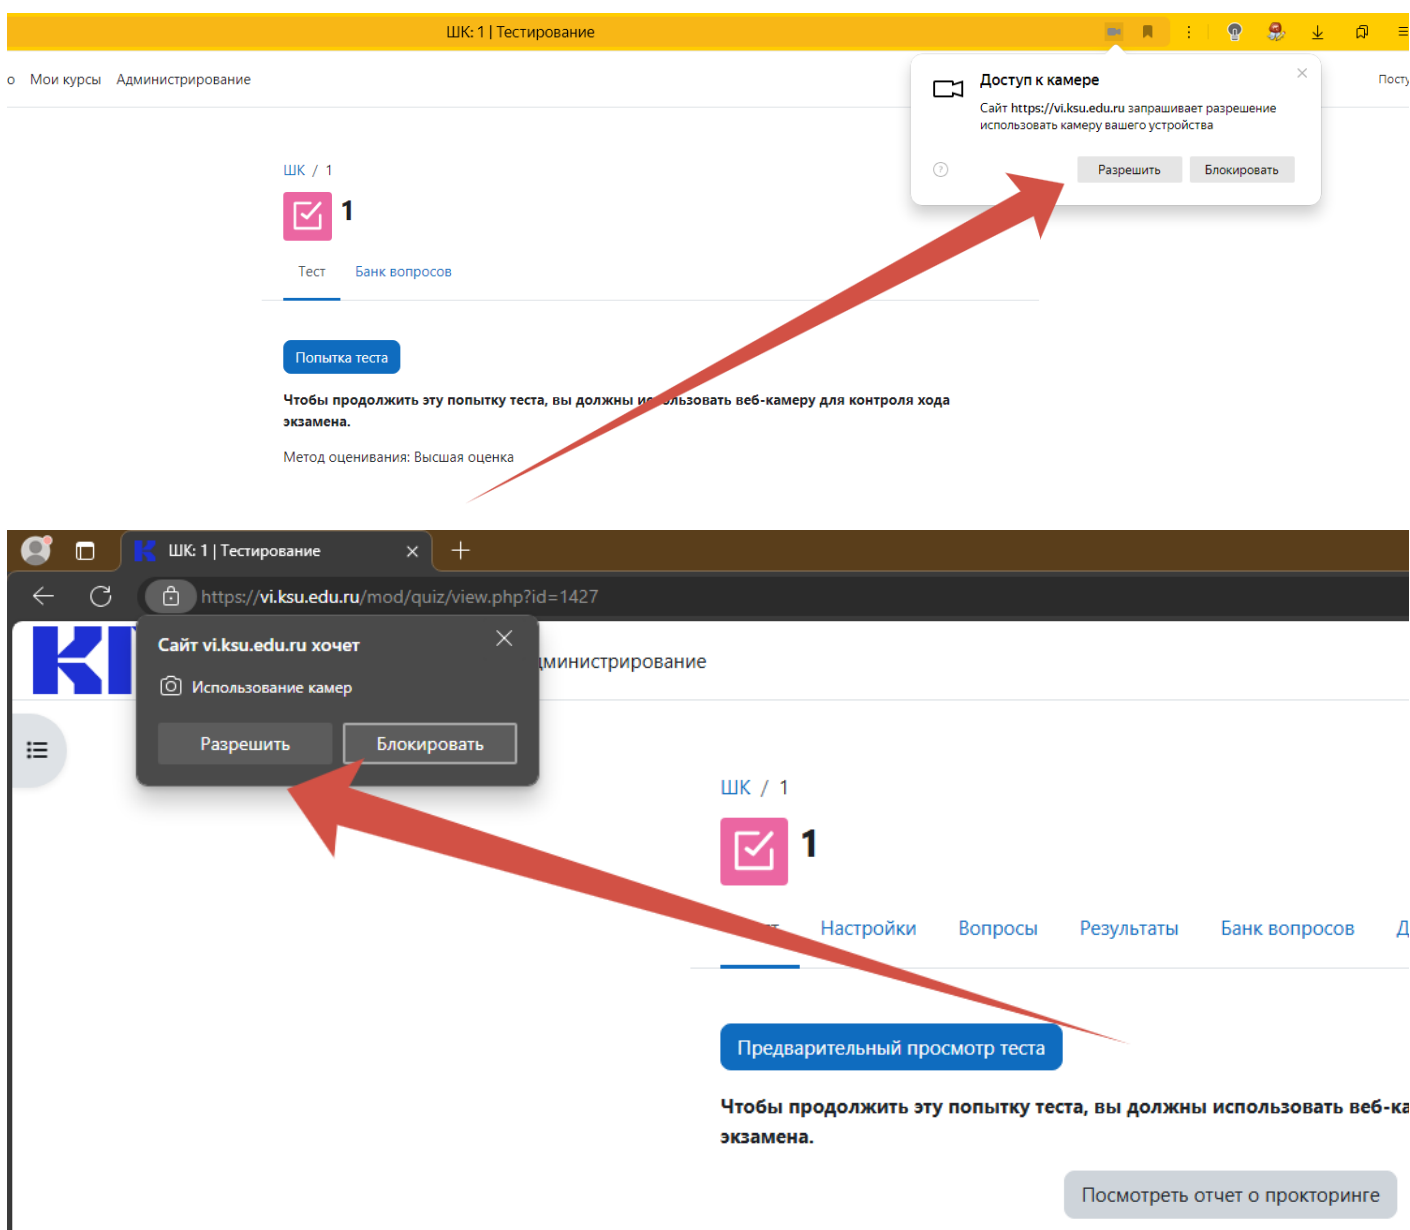 ШК: 1 | Тестирование
о Мои курсы Администрирование
Доступ к камере
Сайт https://vi.ksu.edu.ru запрашивает разрешение
использовать камеру вашего устройства
Разрешить Блокировать
ШК / 1
1
Тест Банк вопросов
Попытка теста
Чтобы продолжить эту попытку теста, вы должны использовать веб-камеру для контроля хода
экзамена.
Метод оценивания: Высшая оценка
ШК: 1 | Тестирование
https://vi.ksu.edu.ru/mod/quiz/view.php?id=1427
Сайт vi.ksu.edu.ru хочет
министрирование
Использование камер
Разрешить Блокировать
ШК / 1
1
Настройки Вопросы Результаты Банк вопросов
Предварительный просмотр теста
Чтобы продолжить эту попытку теста, вы должны использовать веб-ка
экзамена.
Посмотреть отчет о прокторинге